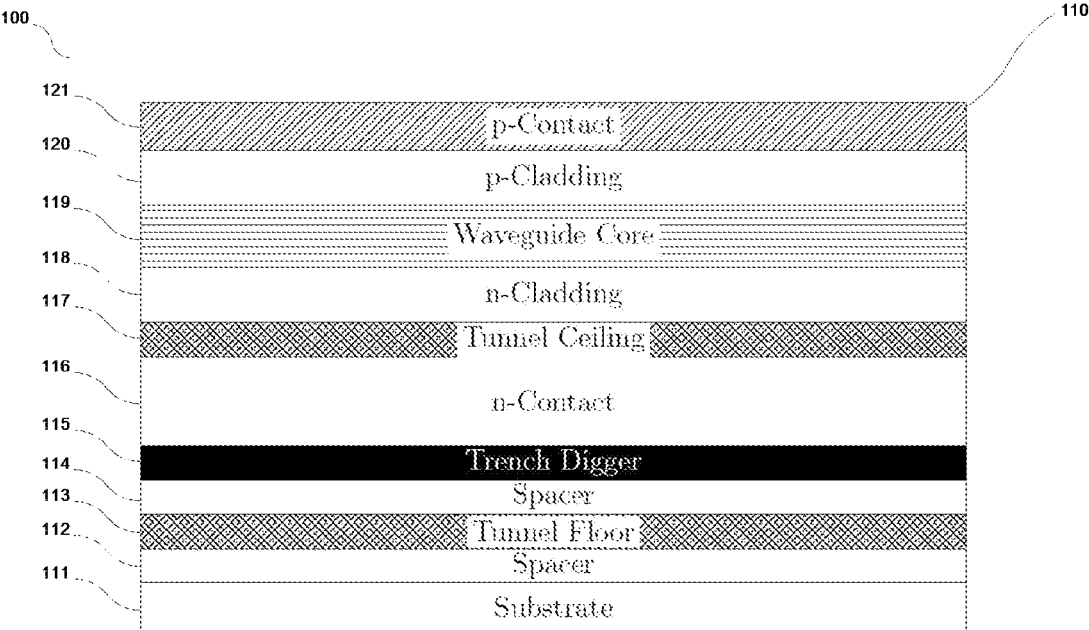 100
110
121
p-Contact
120
p-Cladding
119
Waveguide Core
118
n-Cladding
117
Tunnel Ceiling
116
n-Contact
115
Trench Digger
114
Spacer
113
Tunnel Floor
112
Spacer
111
Substrate